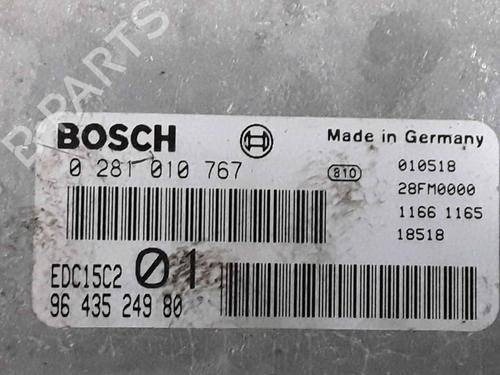 B-PARTS
BOSCH
Made in Germany
0 281 010 767
810
010518
28FM0000
1166 1165
18518
EDC15C2
01
96 435 249 80